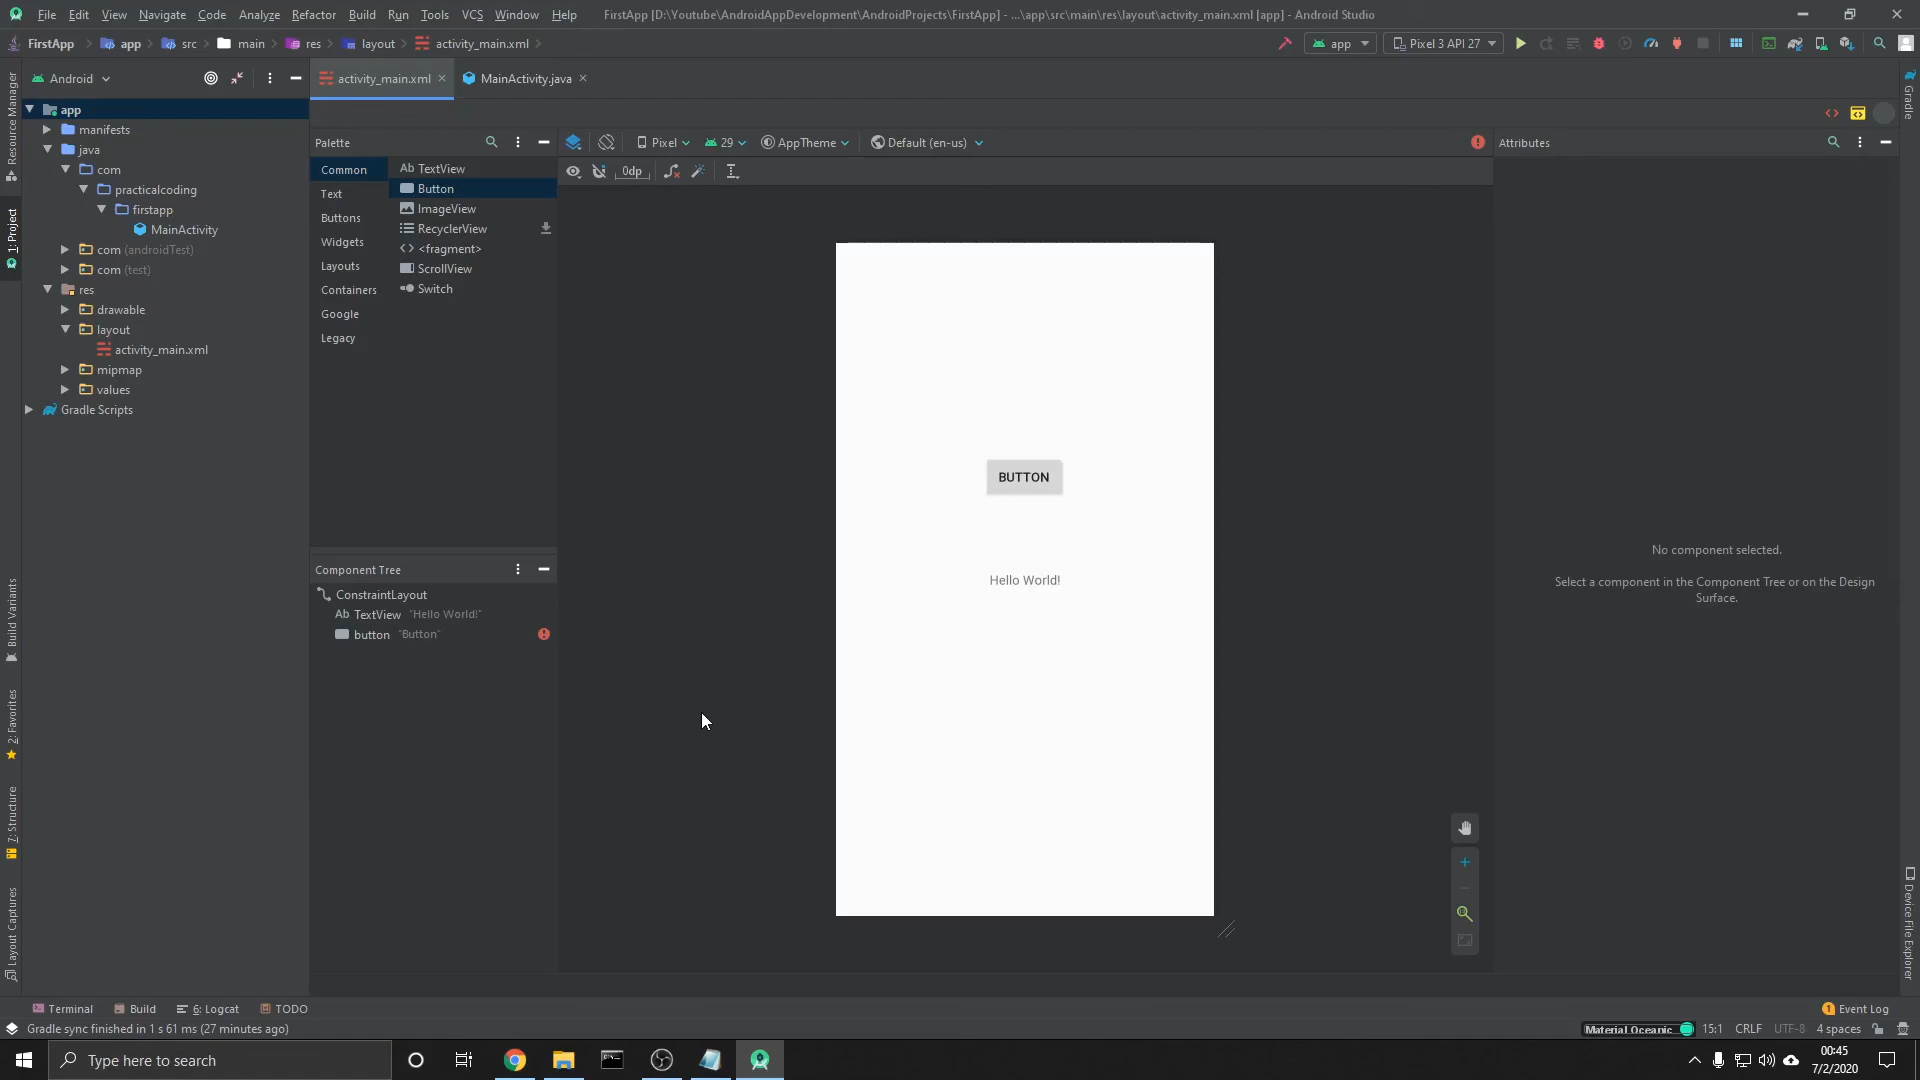 File Edit View Navigate Code Analyze Refactor Build Run Tools VCS Window Help FirstApp [D:\Youtube\AndroidAppDevelopment\AndroidProjects\FirstApp] - ...\app\src\main\res\layout\activity_main.xml [app] - Android Studio
FirstApp app src main res layout activity_main.xml app Pixel 3 API 27
Android activity_main.xml MainActivity.java
Resource Manager
1: Project
Build Variants
2: Favorites
7: Structure
Layout Captures
app
manifests
java
com
practicalcoding
firstapp
MainActivity
com (androidTest)
com (test)
res
drawable
layout
activity_main.xml
mipmap
values
Gradle Scripts
Palette
Common
Text
Buttons
Widgets
Layouts
Containers
Google
Legacy
Ab TextView
Button
ImageView
RecyclerView
<> <fragment>
ScrollView
Switch
Component Tree
ConstraintLayout
Ab TextView "Hello World!"
button "Button"
Pixel 29 AppTheme Default (en-us)
0dp
BUTTON
Hello World!
Attributes
No component selected.
Select a component in the Component Tree or on the Design
Surface.
Gradle
Device File Explorer
Terminal Build 6: Logcat TODO 1 Event Log
Gradle sync finished in 1 s 61 ms (27 minutes ago) Material Oceanic 15:1 CRLF UTF-8 4 spaces
Type here to search
00:45
7/2/2020